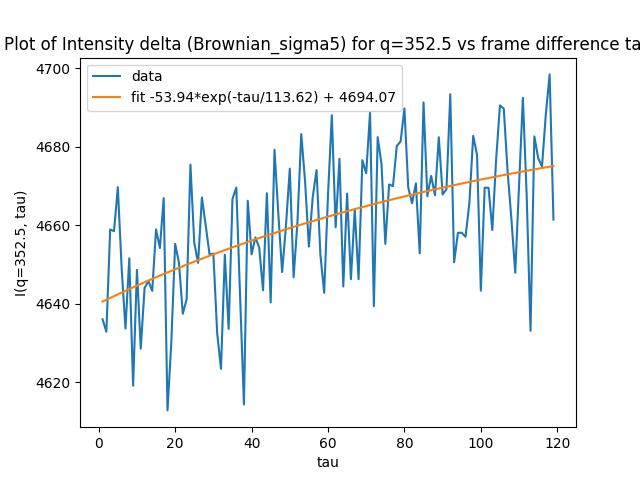 Plot of Intensity delta (Brownian_sigma5) for q=352.5 vs frame difference ta
data
fit -53.94*exp(-tau/113.62) + 4694.07
I(q=352.5, tau)
4700
4680
4660
4640
4620
0 20 40 60 80 100 120
tau